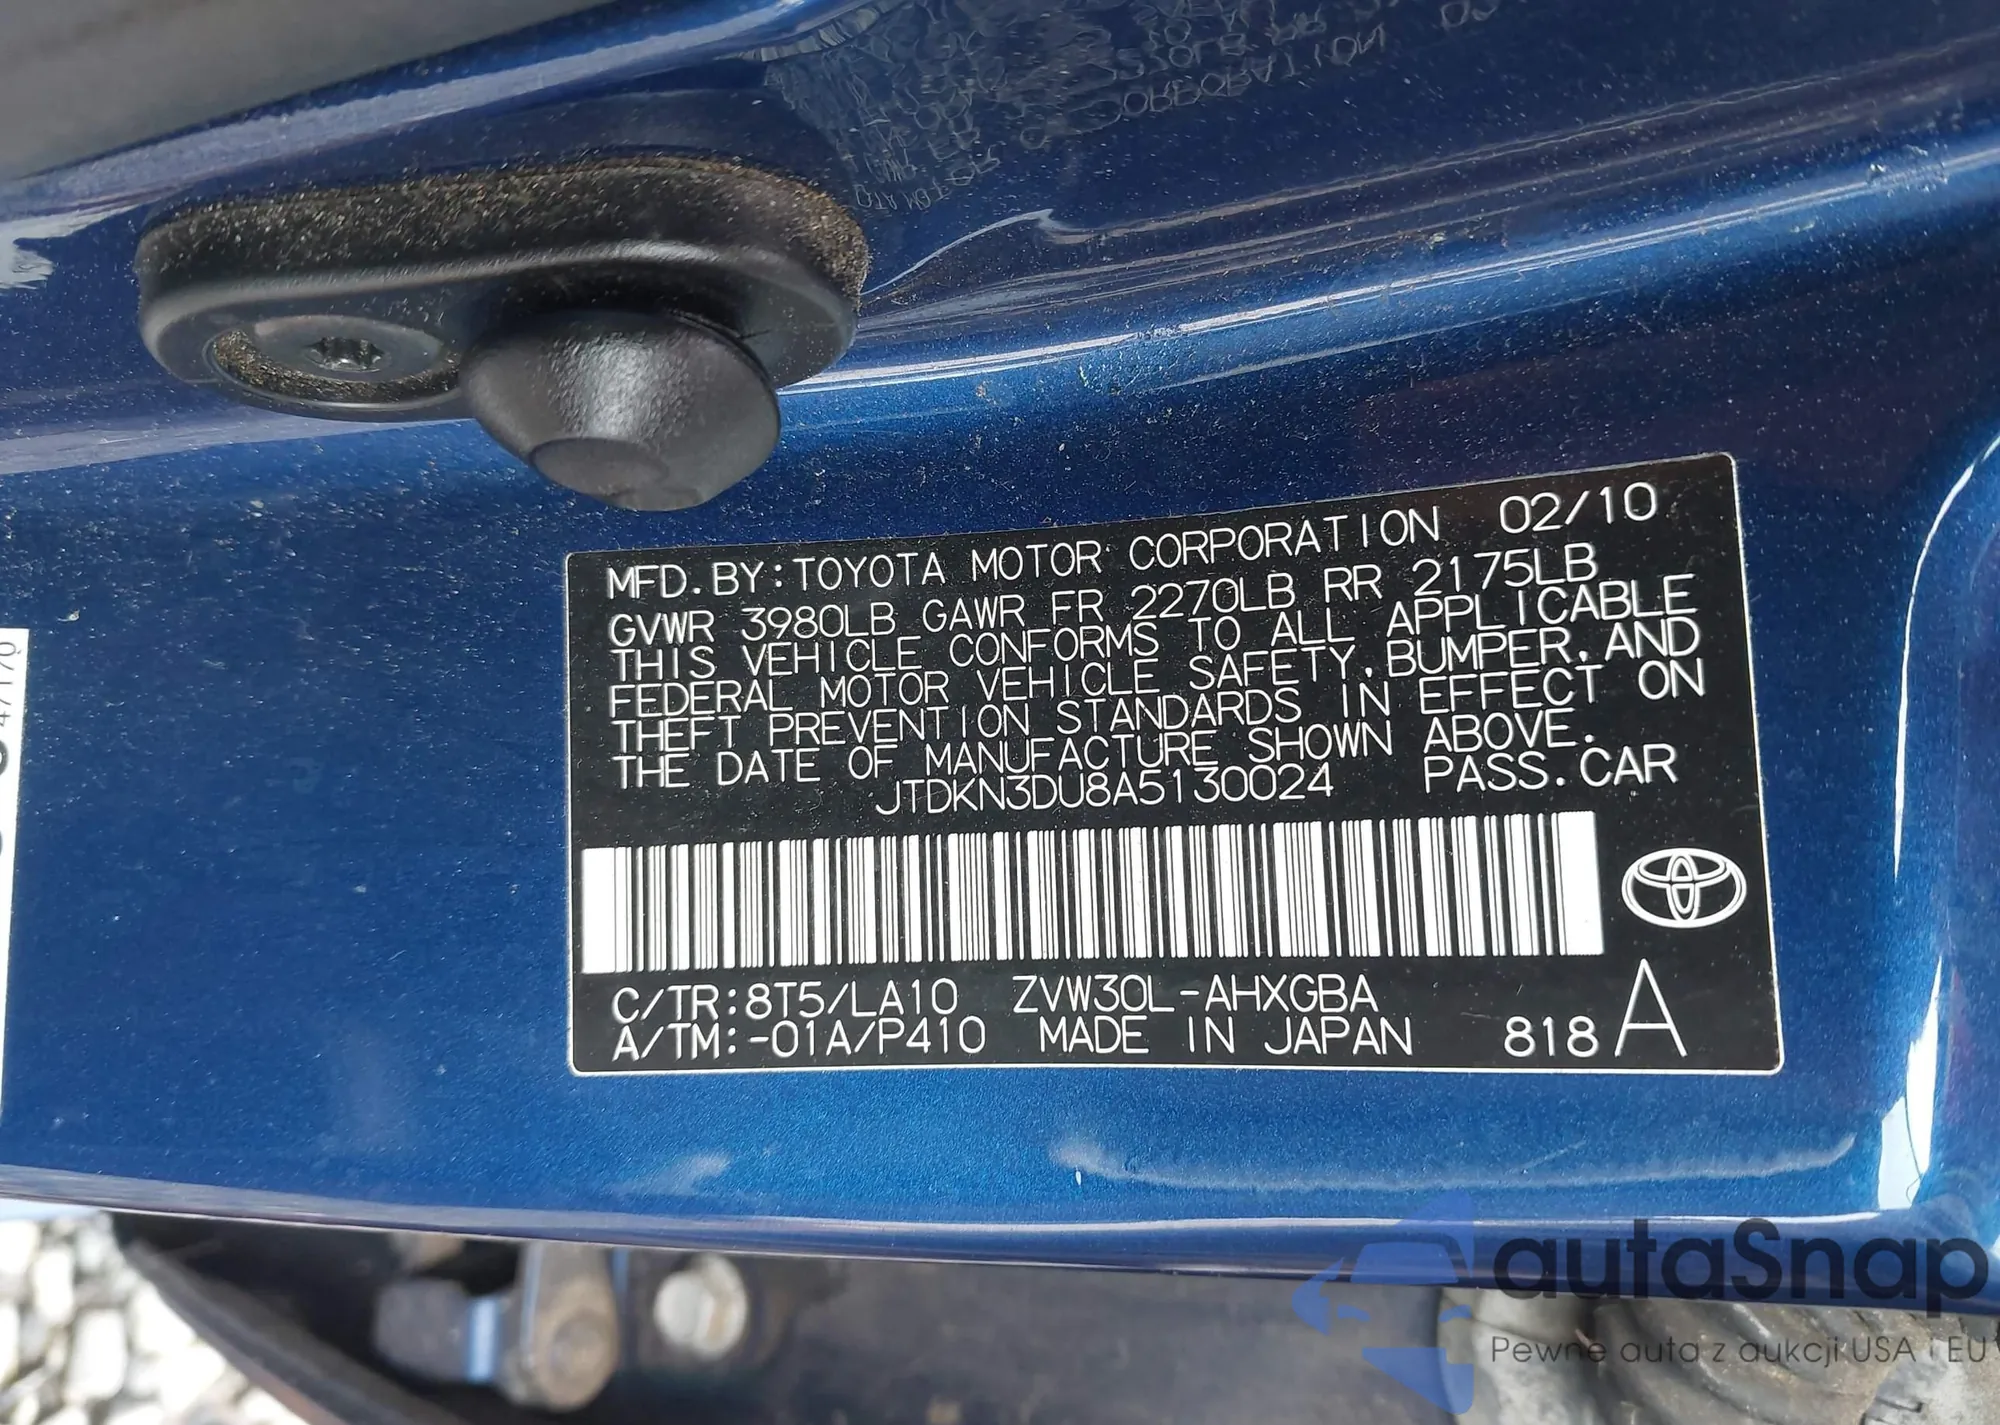 MFD.BY:TOYOTA MOTOR CORPORATION 02/10
GVWR 3980LB GAWR FR 2270LB RR 2175LB
THIS VEHICLE CONFORMS TO ALL APPLICABLE
FEDERAL MOTOR VEHICLE SAFETY,BUMPER,AND
THEFT PREVENTION STANDARDS IN EFFECT ON
THE DATE OF MANUFACTURE SHOWN ABOVE.
JTDKN3DU8A5130024 PASS.CAR
C/TR:8T5/LA10 ZVW30L-AHXGBA
A/TM:-01A/P410 MADE IN JAPAN 818 A
47170
autaSnap
Pewne auta z aukcji USA i EU